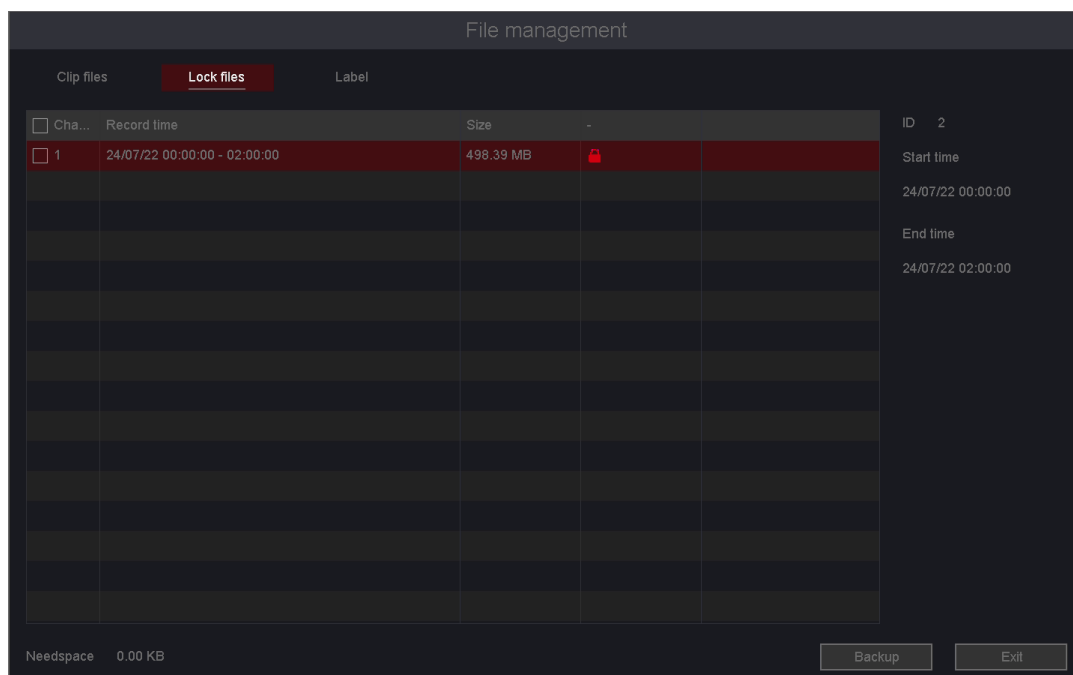 File management
Clip files Lock files Label
Cha... Record time Size -
1 24/07/22 00:00:00 - 02:00:00 498.39 MB
ID 2
Start time
24/07/22 00:00:00
End time
24/07/22 02:00:00
Needspace 0.00 KB
Backup Exit